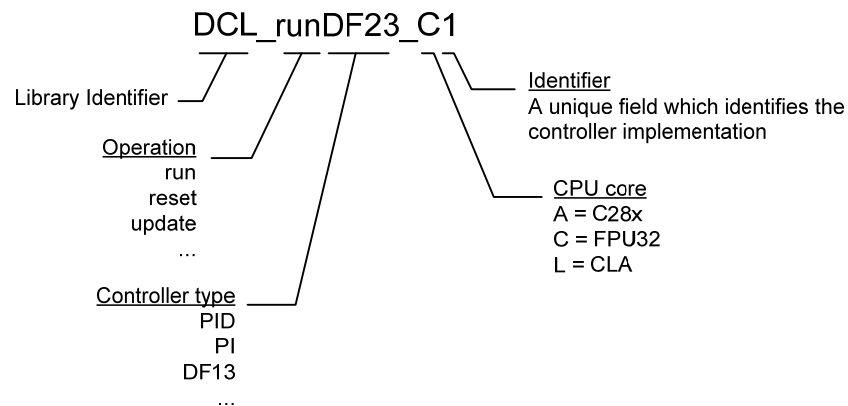 DCL_runDF23_C1
Library Identifier
Operation
run
reset
update
...
Controller type
PID
PI
DF13
...
Identifier
A unique field which identifies the
controller implementation
CPU core
A = C28x
C = FPU32
L = CLA